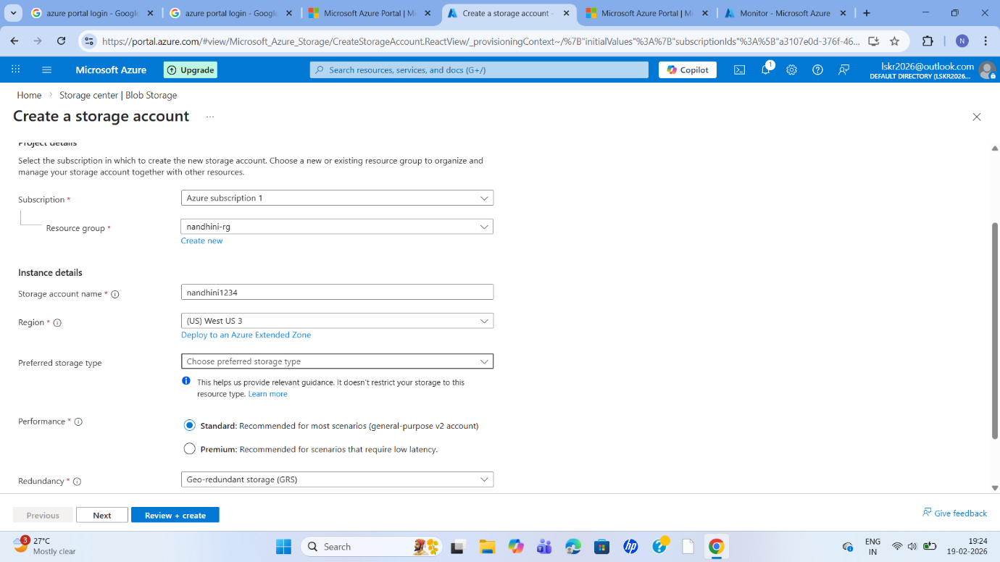 azure portal login - Google
azure portal login - Google
Microsoft Azure Portal | Mi
Create a storage account -
Microsoft Azure Portal | Mi
Monitor - Microsoft Azure
https://portal.azure.com/#view/Microsoft_Azure_Storage/CreateStorageAccount.ReactView/_provisioningContext~/%7B"initialValues"%3A%7B"subscriptionIds"%3A%5B"a3107e0d-376f-46...
N
Microsoft Azure
Upgrade
Search resources, services, and docs (G+/)
Copilot
1
lskr2026@outlook.com
DEFAULT DIRECTORY (LSKR2026...
Home > Storage center | Blob Storage
Create a storage account ...
Project details
Select the subscription in which to create the new storage account. Choose a new or existing resource group to organize and
manage your storage account together with other resources.
Subscription *
Azure subscription 1
Resource group *
nandhini-rg
Create new
Instance details
Storage account name *
nandhini1234
Region *
(US) West US 3
Deploy to an Azure Extended Zone
Preferred storage type
Choose preferred storage type
This helps us provide relevant guidance. It doesn't restrict your storage to this
resource type. Learn more
Performance *
Standard: Recommended for most scenarios (general-purpose v2 account)
Premium: Recommended for scenarios that require low latency.
Redundancy *
Geo-redundant storage (GRS)
Previous
Next
Review + create
Give feedback
3
27°C
Mostly clear
Search
hp
ENG
IN
19:24
19-02-2026